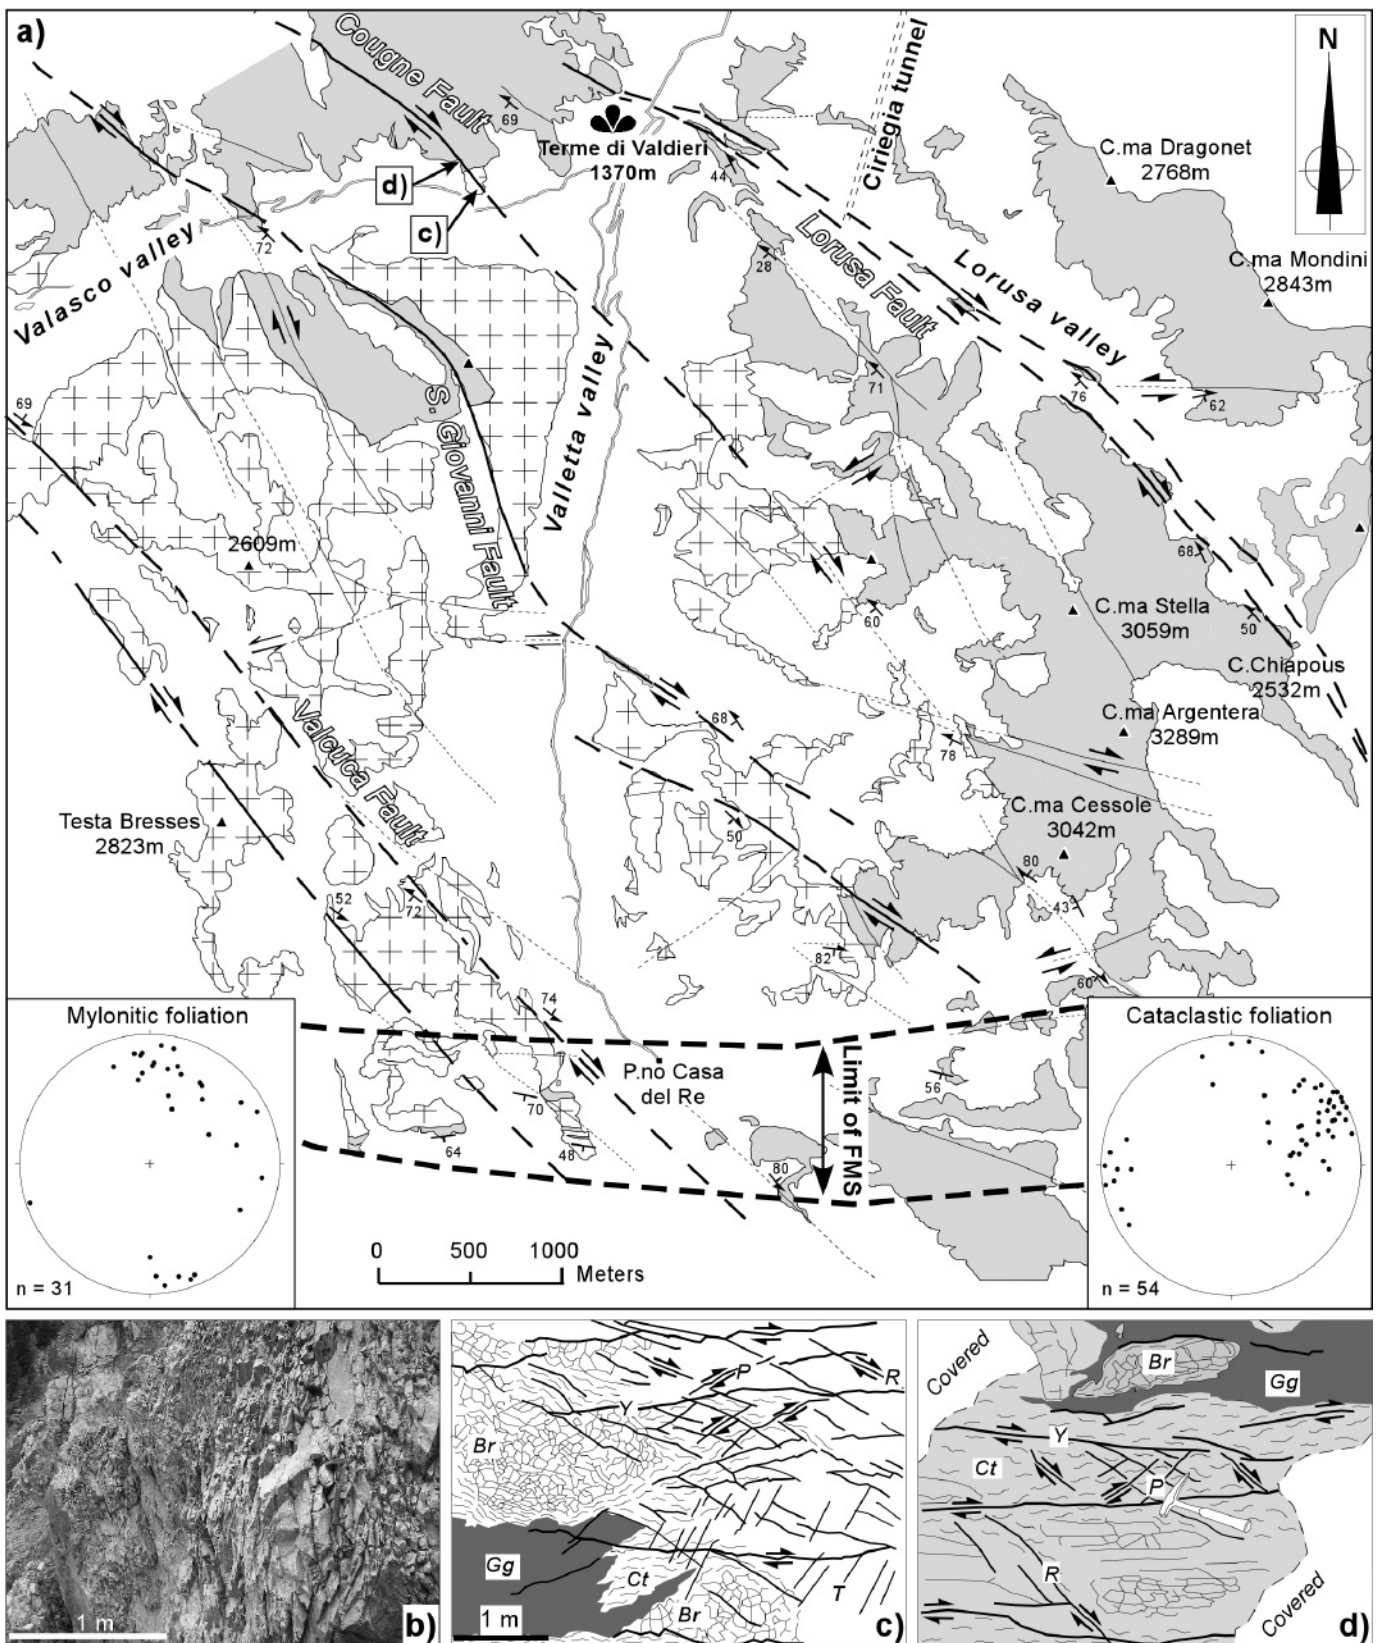 a)
Cougne Fault
Ciriegia tunnel
N
69
Terme di Valdieri
1370m
44
C.ma Dragonet
2768m
d)
c)
72
Valasco valley
28
Lorusa Fault
Lorusa valley
C.ma Mondini
2843m
69
S. Giovanni Fault
Valletta valley
71
76
62
2609m
68
60
C.ma Stella
3059m
50
C.Chiapous
2532m
Valcuca Fault
68
78
C.ma Argentera
3289m
Testa Bresses
2823m
50
C.ma Cessole
3042m
80
52
72
43
82
60
74
Mylonitic foliation
n = 31
P.no Casa
del Re
Limit of FMS
56
70
64
48
80
Cataclastic foliation
n = 54
0 500 1000
Meters
1 m
b)
P
R
Y
Br
Gg
Ct
Br
T
1 m
c)
Covered
Br
Gg
Y
Ct
P
R
Covered
d)